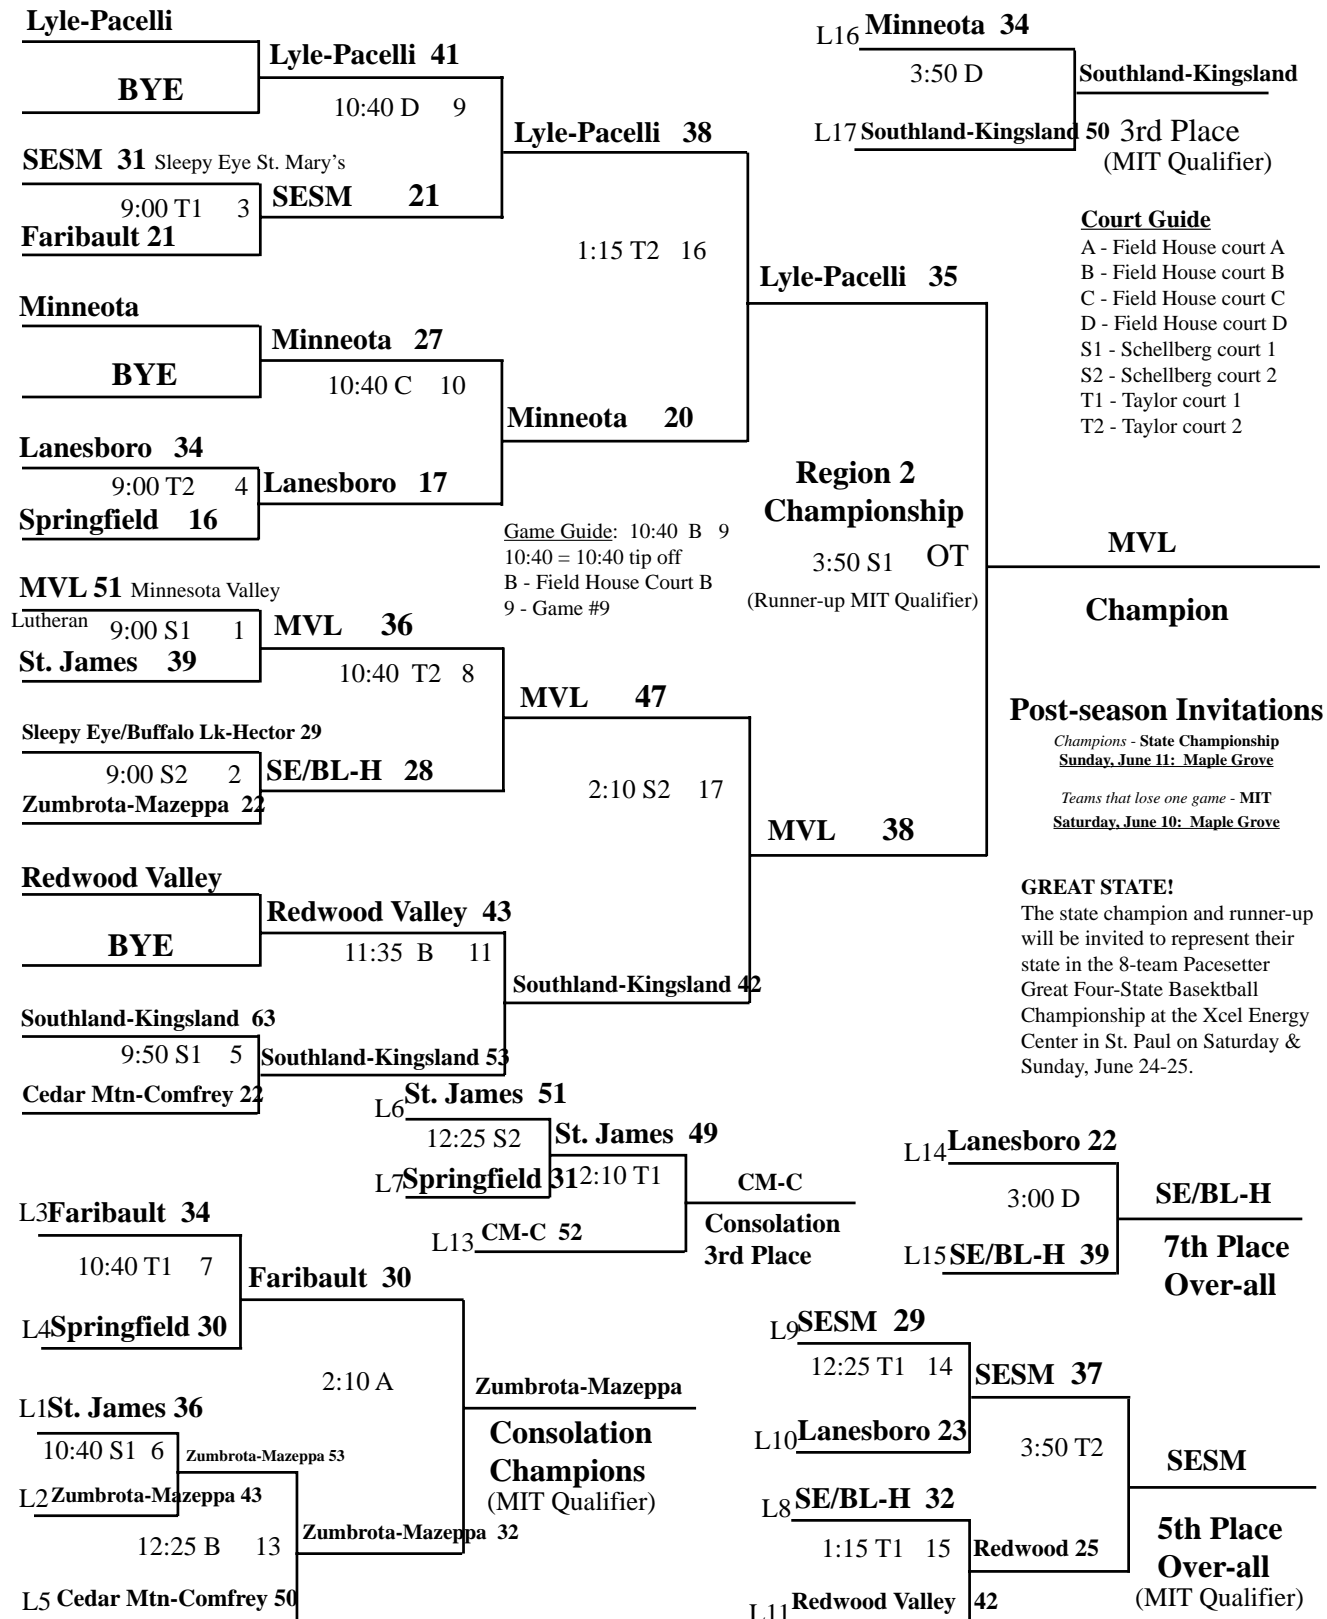 Lyle-Pacelli
BYE
Lyle-Pacelli 41
10:40 D 9
SESM 31 Sleepy Eye St. Mary's
9:00 T1 3
Faribault 21
SESM 21
Lyle-Pacelli 38
1:15 T2 16
Minneota
BYE
Minneota 27
10:40 C 10
Lanesboro 34
9:00 T2 4
Springfield 16
Lanesboro 17
Minneota 20
Lyle-Pacelli 35
Region 2
Championship
3:50 S1 OT
(Runner-up MIT Qualifier)
Game Guide: 10:40 B 9
10:40 = 10:40 tip off
B - Field House Court B
9 - Game #9
MVL 51 Minnesota Valley
Lutheran 9:00 S1 1
St. James 39
MVL 36
10:40 T2 8
Sleepy Eye/Buffalo Lk-Hector 29
9:00 S2 2
Zumbrota-Mazeppa 22
SE/BL-H 28
MVL 47
2:10 S2 17
MVL 38
Redwood Valley
BYE
Redwood Valley 43
11:35 B 11
Southland-Kingsland 63
9:50 S1 5
Cedar Mtn-Comfrey 22
Southland-Kingsland 53
Southland-Kingsland 42
L16 Minneota 34
3:50 D
L17 Southland-Kingsland 50
Southland-Kingsland
3rd Place
(MIT Qualifier)
Court Guide
A - Field House court A
B - Field House court B
C - Field House court C
D - Field House court D
S1 - Schellberg court 1
S2 - Schellberg court 2
T1 - Taylor court 1
T2 - Taylor court 2
MVL
Champion
Post-season Invitations
Champions - State Championship
Sunday, June 11: Maple Grove
Teams that lose one game - MIT
Saturday, June 10: Maple Grove
GREAT STATE!
The state champion and runner-up
will be invited to represent their
state in the 8-team Pacesetter
Great Four-State Basektball
Championship at the Xcel Energy
Center in St. Paul on Saturday &
Sunday, June 24-25.
L6 St. James 51
12:25 S2
L7 Springfield 31
St. James 49
2:10 T1
L13 CM-C 52
CM-C
Consolation
3rd Place
L14 Lanesboro 22
3:00 D
L15 SE/BL-H 39
SE/BL-H
7th Place
Over-all
L3 Faribault 34
10:40 T1 7
L4 Springfield 30
Faribault 30
2:10 A
L1 St. James 36
10:40 S1 6
L2 Zumbrota-Mazeppa 43
Zumbrota-Mazeppa 53
12:25 B 13
L5 Cedar Mtn-Comfrey 50
Zumbrota-Mazeppa 32
Zumbrota-Mazeppa
Consolation
Champions
(MIT Qualifier)
L9 SESM 29
12:25 T1 14
L10 Lanesboro 23
SESM 37
3:50 T2
L8 SE/BL-H 32
1:15 T1 15
L11 Redwood Valley 42
Redwood 25
SESM
5th Place
Over-all
(MIT Qualifier)